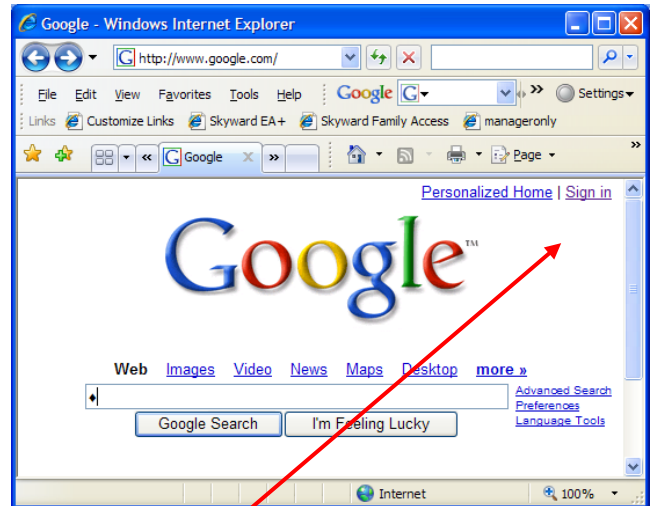 Google - Windows Internet Explorer
http://www.google.com/
File Edit View Favorites Tools Help Google Settings
Links Customize Links Skyward EA+ Skyward Family Access manageronly
« Google x » Page »
Personalized Home | Sign in
Google™
Web Images Video News Maps Desktop more »
Advanced Search
Preferences
Language Tools
Google Search I'm Feeling Lucky
Internet 100%